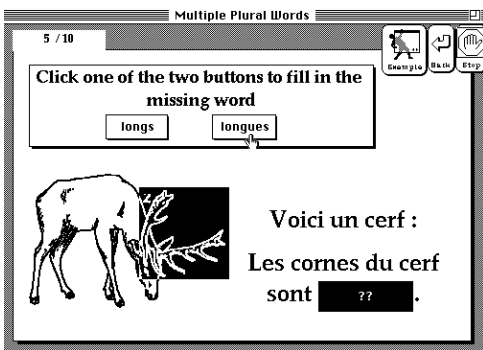 Multiple Plural Words
5 / 10
Example
Back
Stop
Click one of the two buttons to fill in the
missing word
longs
longues
Voici un cerf :
Les cornes du cerf
sont ?? .